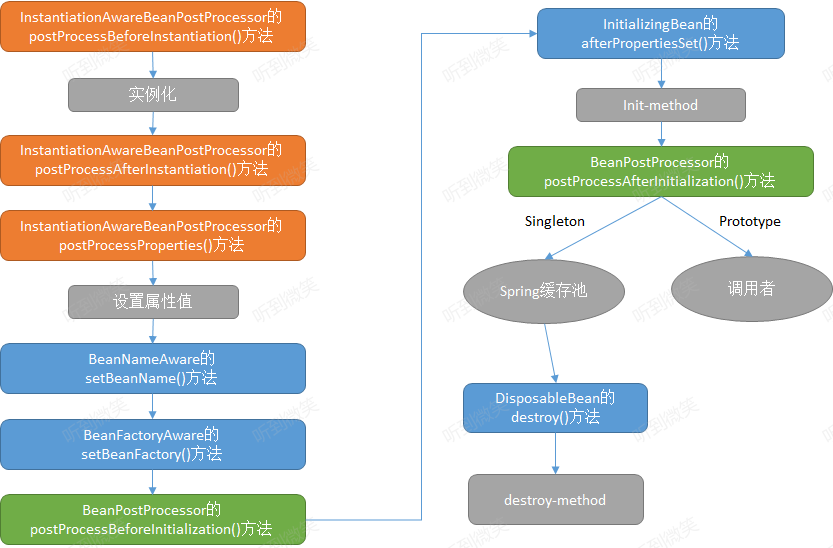 InstantiationAwareBeanPostProcessor的
postProcessBeforeInstantiation()方法
实例化
InstantiationAwareBeanPostProcessor的
postProcessAfterInstantiation()方法
InstantiationAwareBeanPostProcessor的
postProcessProperties()方法
设置属性值
BeanNameAware的
setBeanName()方法
BeanFactoryAware的
setBeanFactory()方法
BeanPostProcessor的
postProcessBeforeInitialization()方法
InitializingBean的
afterPropertiesSet()方法
Init-method
BeanPostProcessor的
postProcessAfterInitialization()方法
Singleton
Prototype
Spring缓存池
调用者
DisposableBean的
destroy()方法
destroy-method
听到微笑